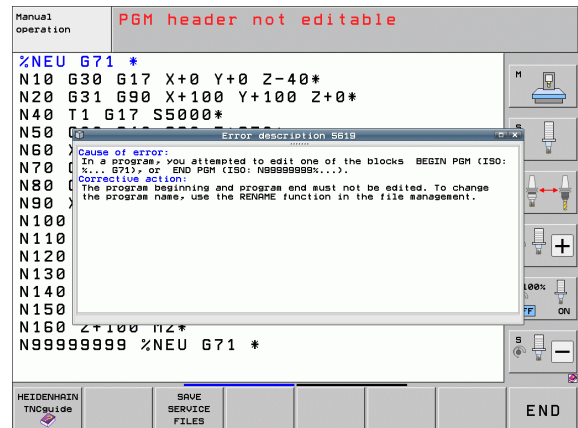 Manual
operation
PGM header not editable
%NEU G71 *
N10 G30 G17 X+0 Y+0 Z-40*
N20 G31 G90 X+100 Y+100 Z+0*
N40 T1 G17 S5000*
N50
Error description 5619
N60
N70
N80
N90
N100
N110
N120
N130
N140
N150
Cause of error:
In a program, you attempted to edit one of the blocks BEGIN PGM (ISO:
%... G71), or END PGM (ISO: N99999999%...).
Corrective action:
The program beginning and program end must not be edited. To change
the program name, use the RENAME function in the file management.
N160 Z+100 M2*
N99999999 %NEU G71 *
M
S
100%
OFF ON
S
HEIDENHAIN
TNCguide
SAVE
SERVICE
FILES
END